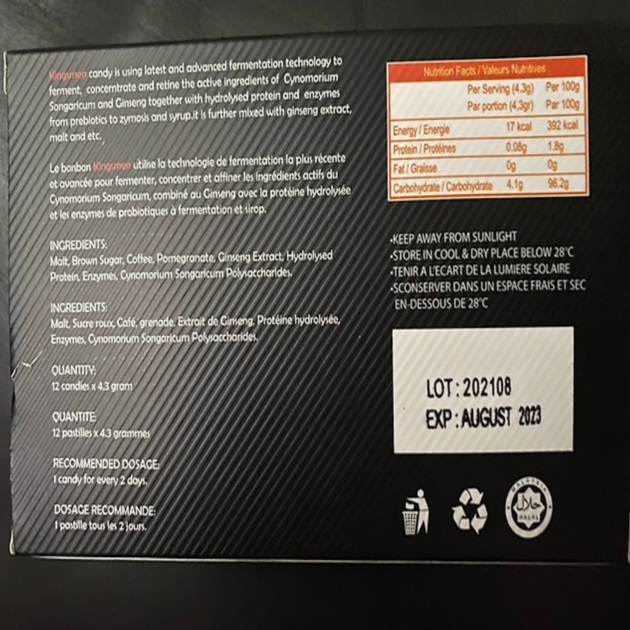 Kingsmen candy is using latest and advanced fermentation technology to
ferment, concemtrate and retine the active ingredients of Cynomorium
Songaricum and Ginseng together with hydrolysed protein and enzymes
from prebiotics to zymosis and syrup.it is further mixed with ginseng extract,
malt and etc.
Le bonbon Kingsmen utilise la technologie de fermentation la plus récente
et avancée pour fermenter, concentrer et affiner les ingrédients actifs du
Cynomorium Songaricum, combiné au Ginseng avec la protéine hydrolysée
et les enzymes de probiotiques à fermentation et sirop.
INGREDIENTS:
Malt, Brown Sugar, Coffee, Pomegranate, Ginseng Extract, Hydrolysed
Protein, Enzymes, Cynomorium Songaricum Polysaccharides.
INGREDIENTS:
Malt, Sucre roux, Café, grenade, Extrait de Ginseng, Protéine hydrolysée,
Enzymes, Cynomorium Songaricum Polysaccharides.
QUANTITY:
12 candies x 4.3 gram
QUANTITE:
12 pastilles x 4.3 grammes
RECOMMENDED DOSAGE:
1 candy for every 2 days.
DOSAGE RECOMMANDE:
1 pastille tous les 2 jours.
Nutrition Facts / Valeurs Nutritives
Per Serving (4.3g) Per 100g
Par portion (4,3gr) Par 100g
Energy / Energie 17 kcal 392 kcal
Protein / Protéines 0.08g 1.8g
Fat / Graisse 0g 0g
Carbohydrate / Carbohydrate 4.1g 96.2g
•KEEP AWAY FROM SUNLIGHT
•STORE IN COOL & DRY PLACE BELOW 28°C
•TENIR A L'ECART DE LA LUMIERE SOLAIRE
•SCONSERVER DANS UN ESPACE FRAIS ET SEC
EN-DESSOUS DE 28°C
LOT : 202108
EXP : AUGUST 2023
MALAYSIA
حلال
HALAL